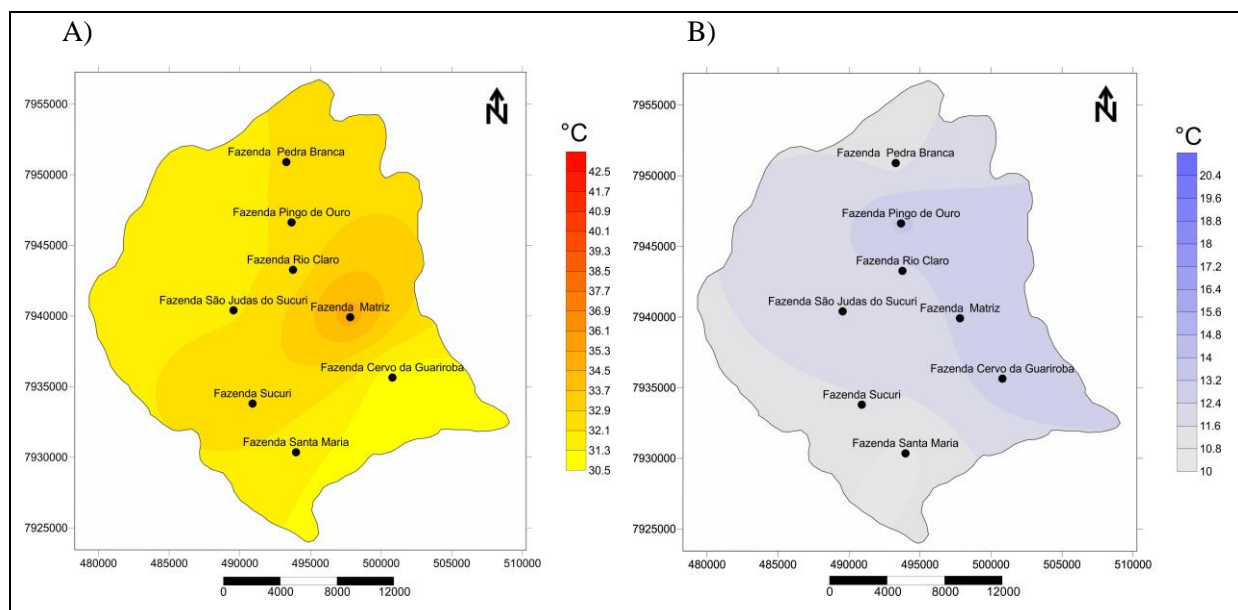 A)
N
7955000
7950000
7945000
7940000
7935000
7930000
7925000
480000 485000 490000 495000 500000 505000 510000
Fazenda Pedra Branca
Fazenda Pingo de Ouro
Fazenda Rio Claro
Fazenda São Judas do Sucuri
Fazenda Matriz
Fazenda Cervo da Guariroba
Fazenda Sucuri
Fazenda Santa Maria
°C
42.5
41.7
40.9
40.1
39.3
38.5
37.7
36.9
36.1
35.3
34.5
33.7
32.9
32.1
31.3
30.5
0 4000 8000 12000
B)
N
7955000
7950000
7945000
7940000
7935000
7930000
7925000
480000 485000 490000 495000 500000 505000 510000
Fazenda Pedra Branca
Fazenda Pingo de Ouro
Fazenda Rio Claro
Fazenda São Judas do Sucuri
Fazenda Matriz
Fazenda Cervo da Guariroba
Fazenda Sucuri
Fazenda Santa Maria
°C
20.4
19.6
18.8
18
17.2
16.4
15.6
14.8
14
13.2
12.4
11.6
10.8
10
0 4000 8000 12000